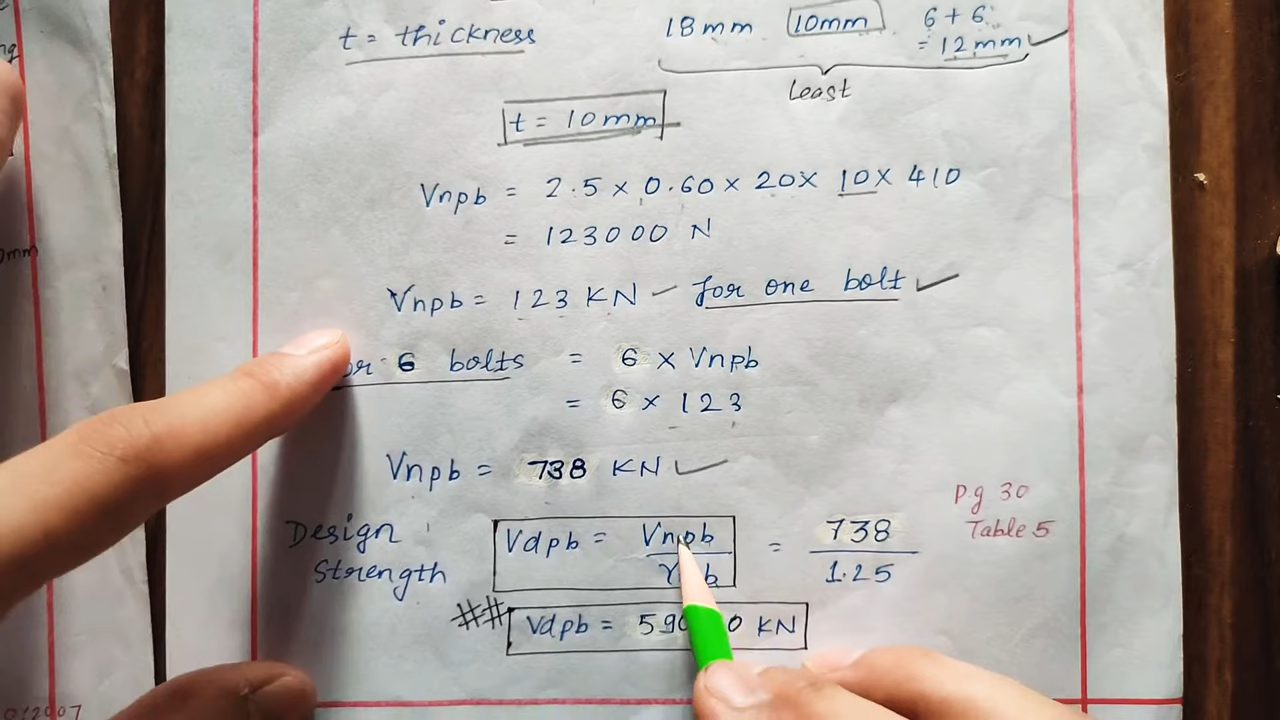 t = thickness 18mm 10mm 6 + 6
= 12 mm
Least
t = 10mm
Vnpb = 2.5 x 0.60 x 20 x 10 x 410
= 123000 N
Vnpb = 123 KN for one bolt
6 bolts = 6 x Vnpb
= 6 x 123
Vnpb = 738 KN
Pg 30
Table 5
Design
Strength
Vdpb = Vnpb = 738
1.25
## Vdpb = KN